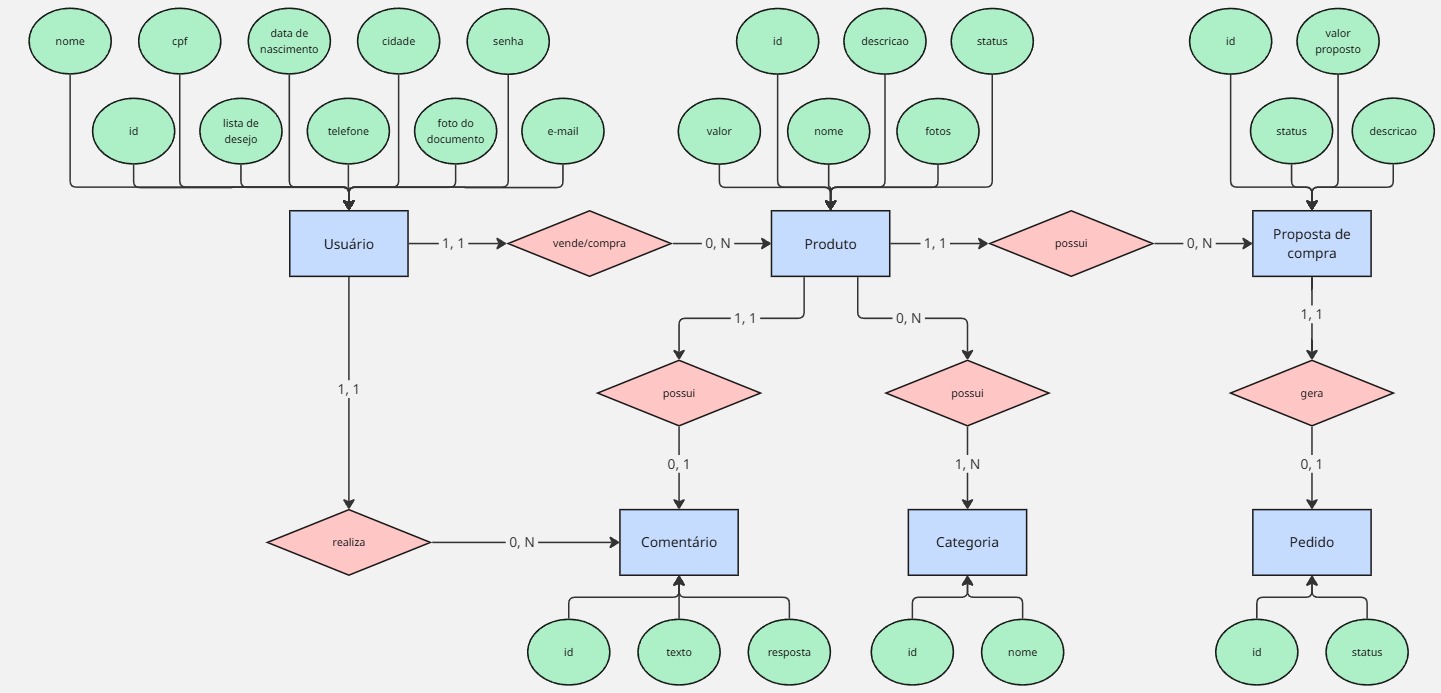 nome
cpf
data de
nascimento
cidade
senha
id
descricao
status
id
valor
proposto
id
lista de
desejo
telefone
foto do
documento
e-mail
valor
nome
fotos
status
descricao
Usuário
1, 1
vende/compra
0, N
Produto
1, 1
possui
0, N
Proposta de
compra
1, 1
0, N
1, 1
1, 1
possui
possui
gera
0, 1
1, N
0, 1
realiza
0, N
Comentário
Categoria
Pedido
id
texto
resposta
id
nome
id
status